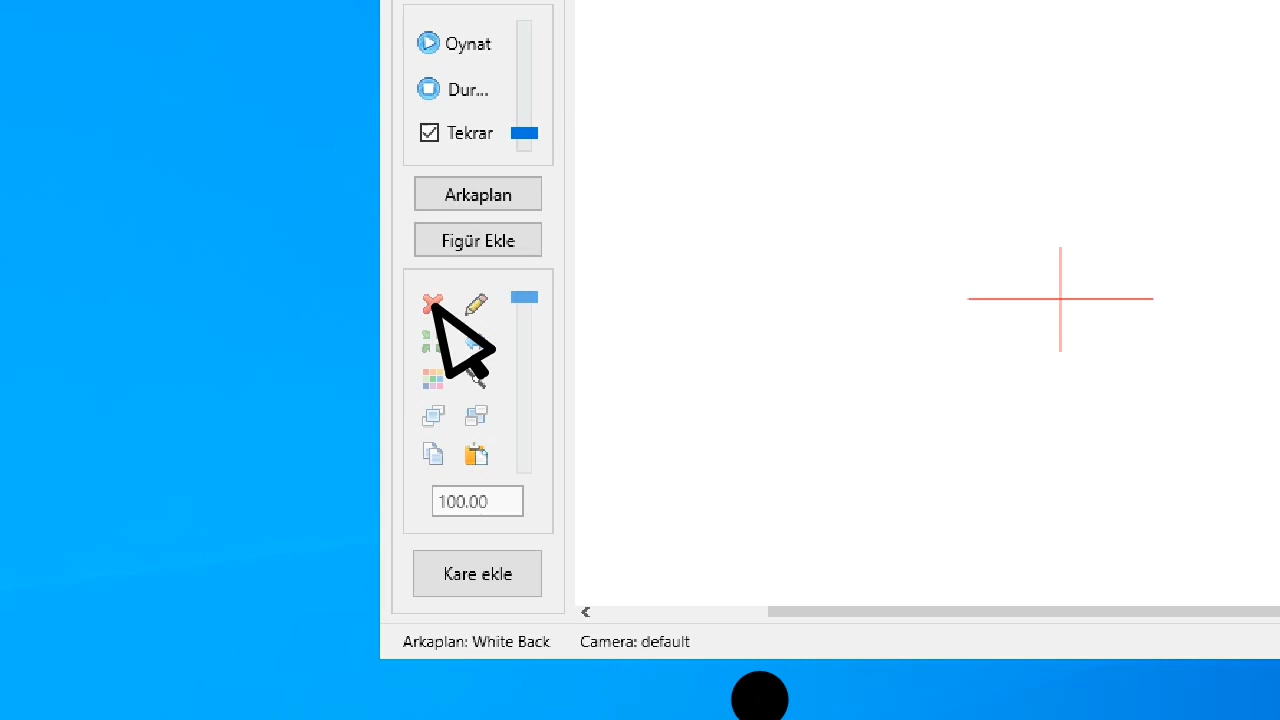 Oynat
Dur...
Tekrar
Arkaplan
Figür Ekle
100.00
Kare ekle
Arkaplan: White Back
Camera: default